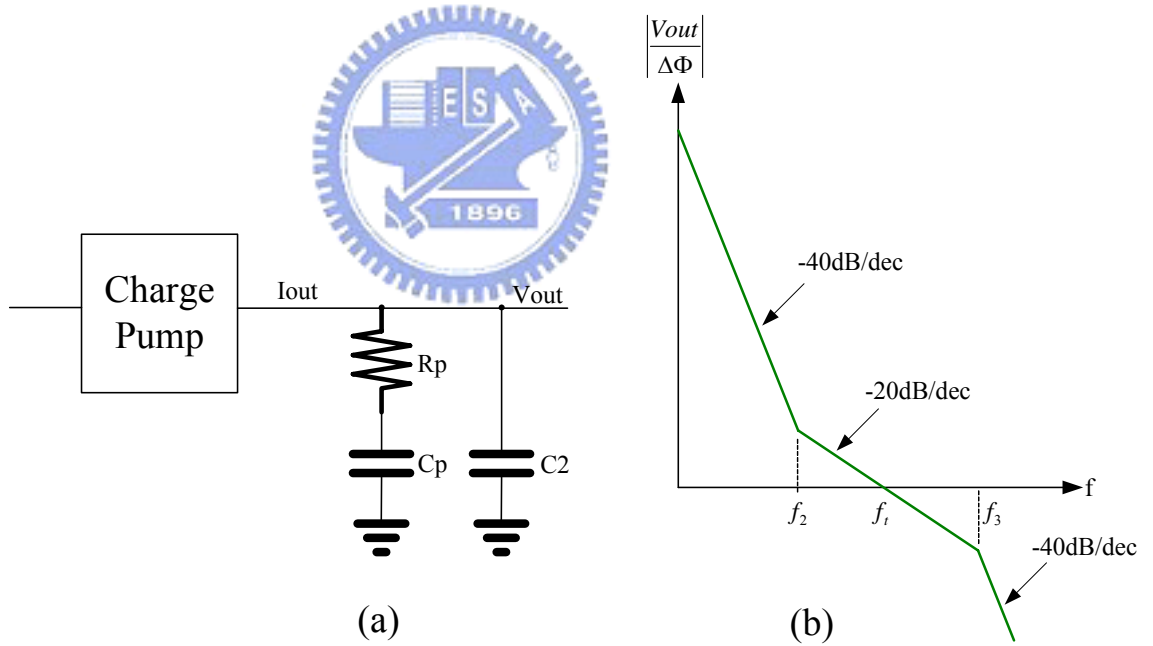 E S A
1896
Charge
Pump
Iout
Vout
Rp
Cp
C2
(a)
|Vout/ΔΦ|
-40dB/dec
-20dB/dec
f
f₂
fₜ
f₃
-40dB/dec
(b)